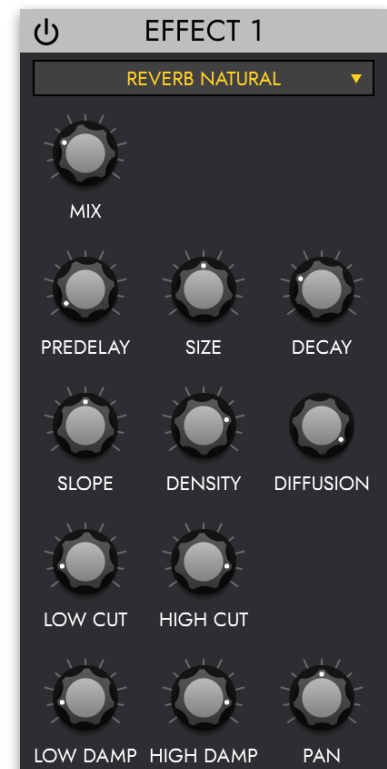 EFFECT 1
REVERB NATURAL
MIX
PREDELAY SIZE DECAY
SLOPE DENSITY DIFFUSION
LOW CUT HIGH CUT
LOW DAMP HIGH DAMP PAN